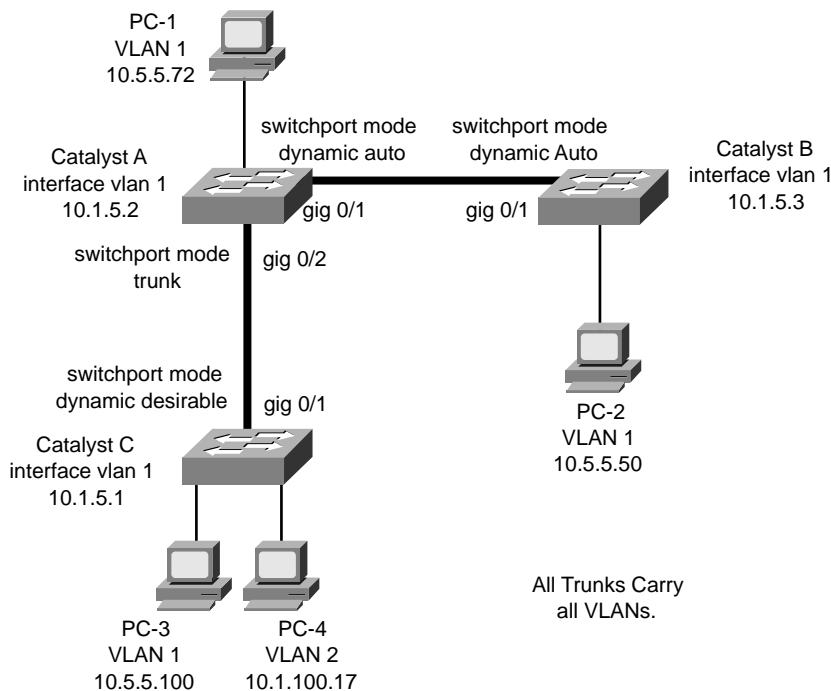 PC-1
VLAN 1
10.5.5.72
switchport mode
dynamic auto
switchport mode
dynamic Auto
Catalyst A
interface vlan 1
10.1.5.2
Catalyst B
interface vlan 1
10.1.5.3
gig 0/1
gig 0/1
switchport mode
trunk
gig 0/2
switchport mode
dynamic desirable
gig 0/1
PC-2
VLAN 1
10.5.5.50
Catalyst C
interface vlan 1
10.1.5.1
All Trunks Carry
all VLANs.
PC-3
VLAN 1
10.5.5.100
PC-4
VLAN 2
10.1.100.17